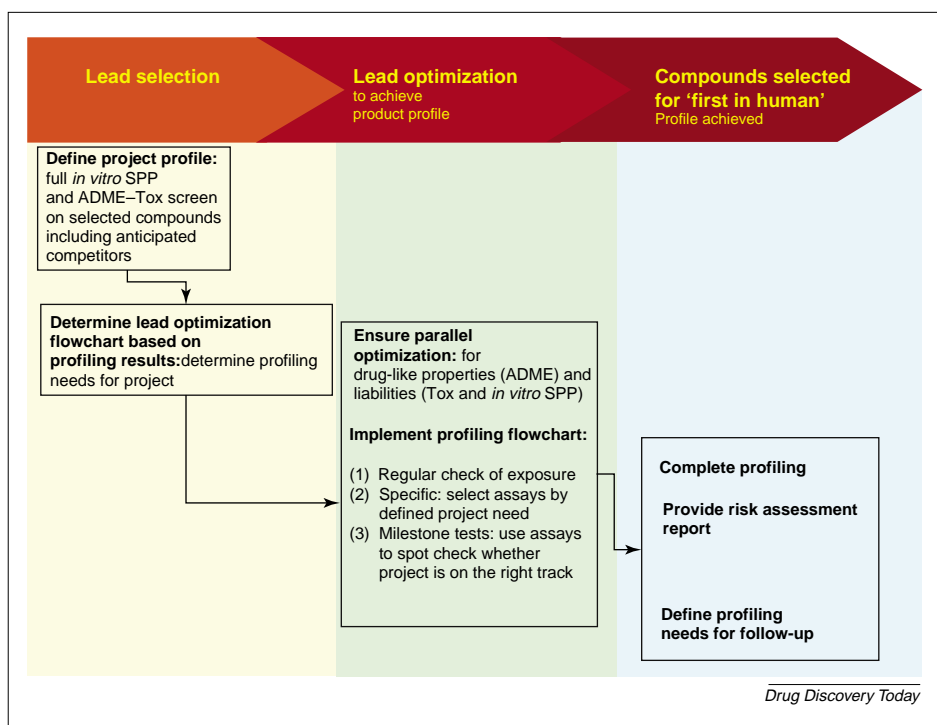 Lead selection
Lead optimization
to achieve
product profile
Compounds selected
for ‘first in human’
Profile achieved
Define project profile:
full in vitro SPP
and ADME–Tox screen
on selected compounds
including anticipated
competitors
Determine lead optimization
flowchart based on
profiling results:determine profiling
needs for project
Ensure parallel
optimization: for
drug-like properties (ADME) and
liabilities (Tox and in vitro SPP)
Implement profiling flowchart:
(1) Regular check of exposure
(2) Specific: select assays by
defined project need
(3) Milestone tests: use assays
to spot check whether
project is on the right track
Complete profiling
Provide risk assessment
report
Define profiling
needs for follow-up
Drug Discovery Today